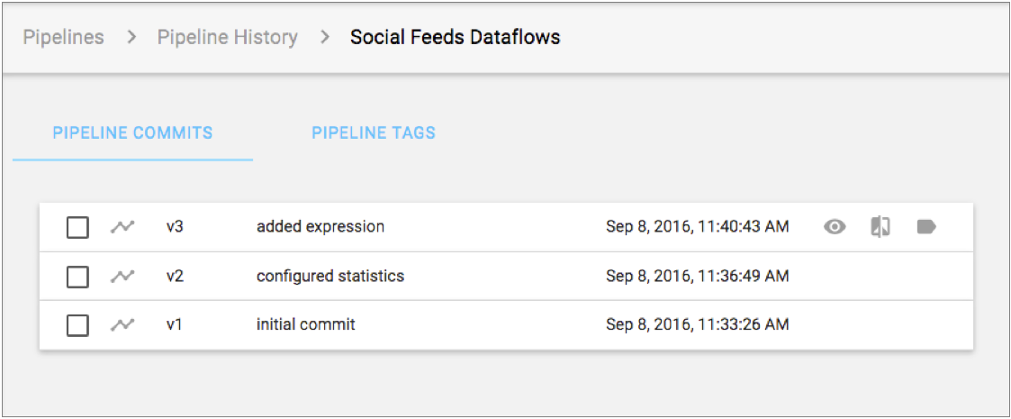 Pipelines > Pipeline History > Social Feeds Dataflows
PIPELINE COMMITS PIPELINE TAGS
v3 added expression Sep 8, 2016, 11:40:43 AM
v2 configured statistics Sep 8, 2016, 11:36:49 AM
v1 initial commit Sep 8, 2016, 11:33:26 AM